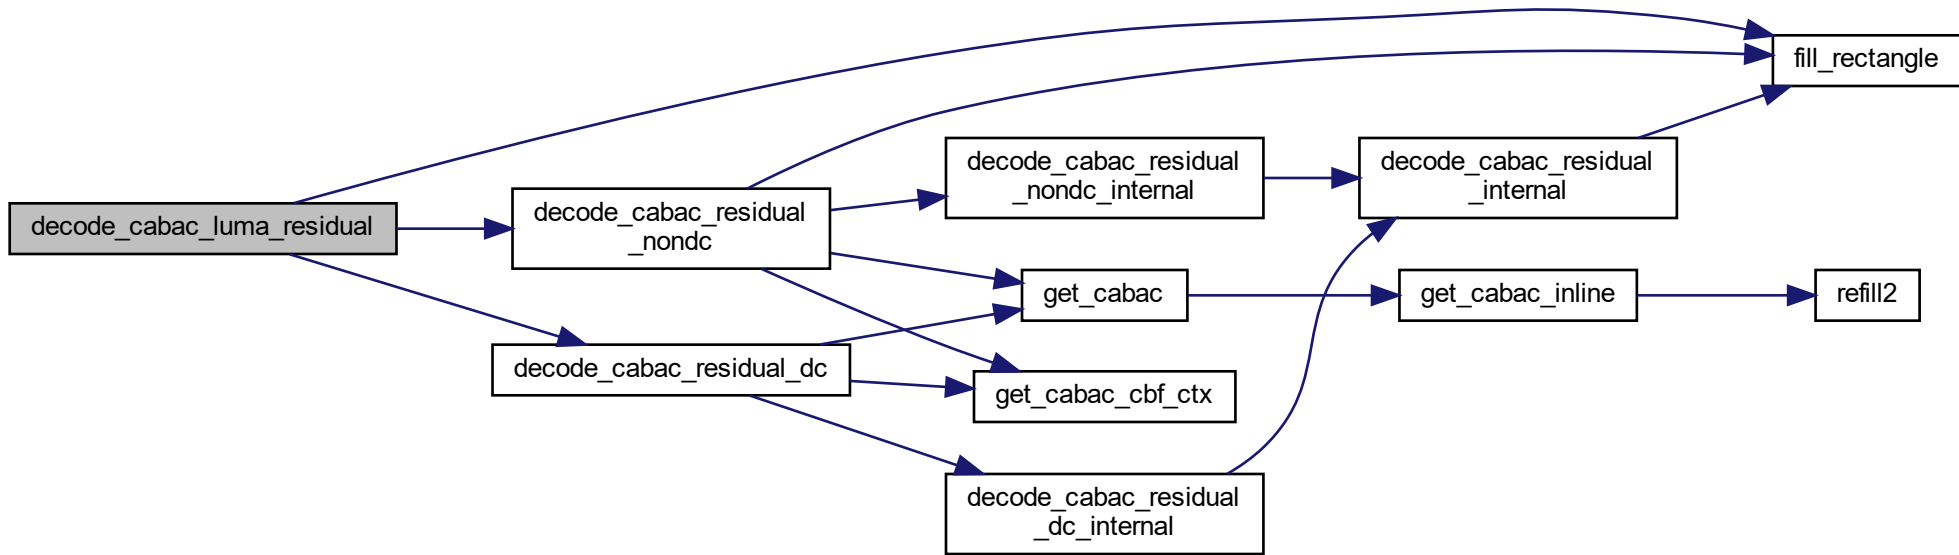 fill_rectangle
decode_cabac_residual
_nondc_internal
decode_cabac_residual
_internal
decode_cabac_luma_residual
decode_cabac_residual
_nondc
get_cabac
get_cabac_inline
refill2
decode_cabac_residual_dc
get_cabac_cbf_ctx
decode_cabac_residual
_dc_internal